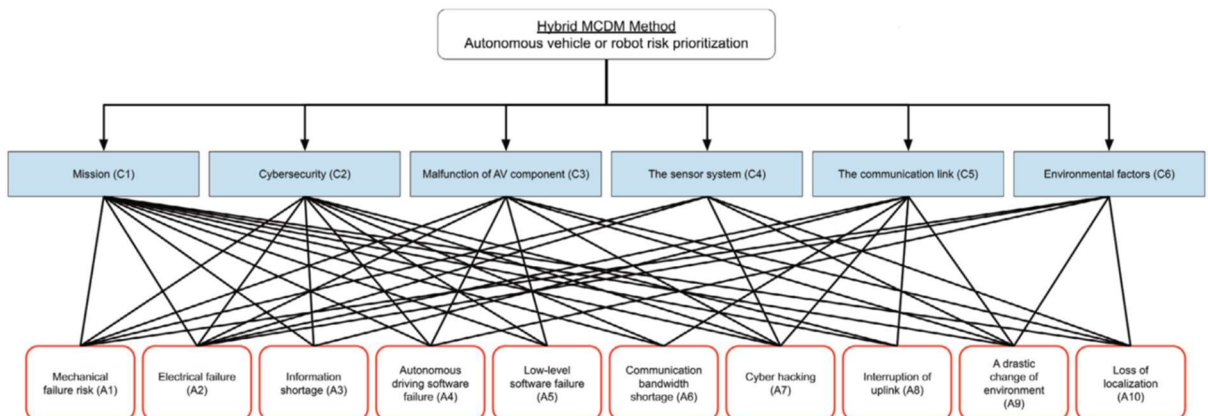 Hybrid MCDM Method
Autonomous vehicle or robot risk prioritization
Mission (C1)
Cybersecurity (C2)
Malfunction of AV component (C3)
The sensor system (C4)
The communication link (C5)
Environmental factors (C6)
Mechanical
failure risk (A1)
Electrical failure
(A2)
Information
shortage (A3)
Autonomous
driving software
failure (A4)
Low-level
software failure
(A5)
Communication
bandwidth
shortage (A6)
Cyber hacking
(A7)
Interruption of
uplink (A8)
A drastic
change of
environment
(A9)
Loss of
localization
(A10)